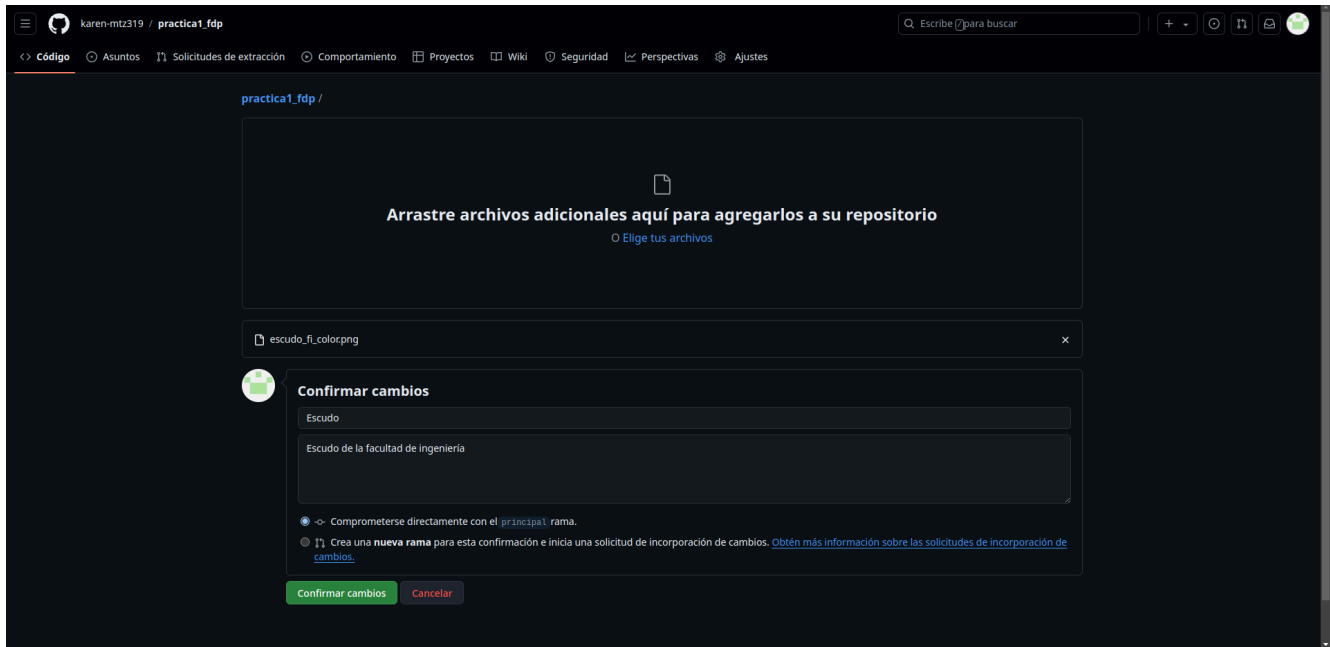 karen-mtz319 / practica1_fdp
Escribe / para buscar
Código Asuntos Solicitudes de extracción Comportamiento Proyectos Wiki Seguridad Perspectivas Ajustes
practica1_fdp /
Arrastre archivos adicionales aquí para agregarlos a su repositorio
O Elige tus archivos
escudo_fi_color.png
Confirmar cambios
Escudo
Escudo de la facultad de ingeniería
Comprometerse directamente con el principal rama.
Crea una nueva rama para esta confirmación e inicia una solicitud de incorporación de cambios. Obtén más información sobre las solicitudes de incorporación de
cambios.
Confirmar cambios Cancelar